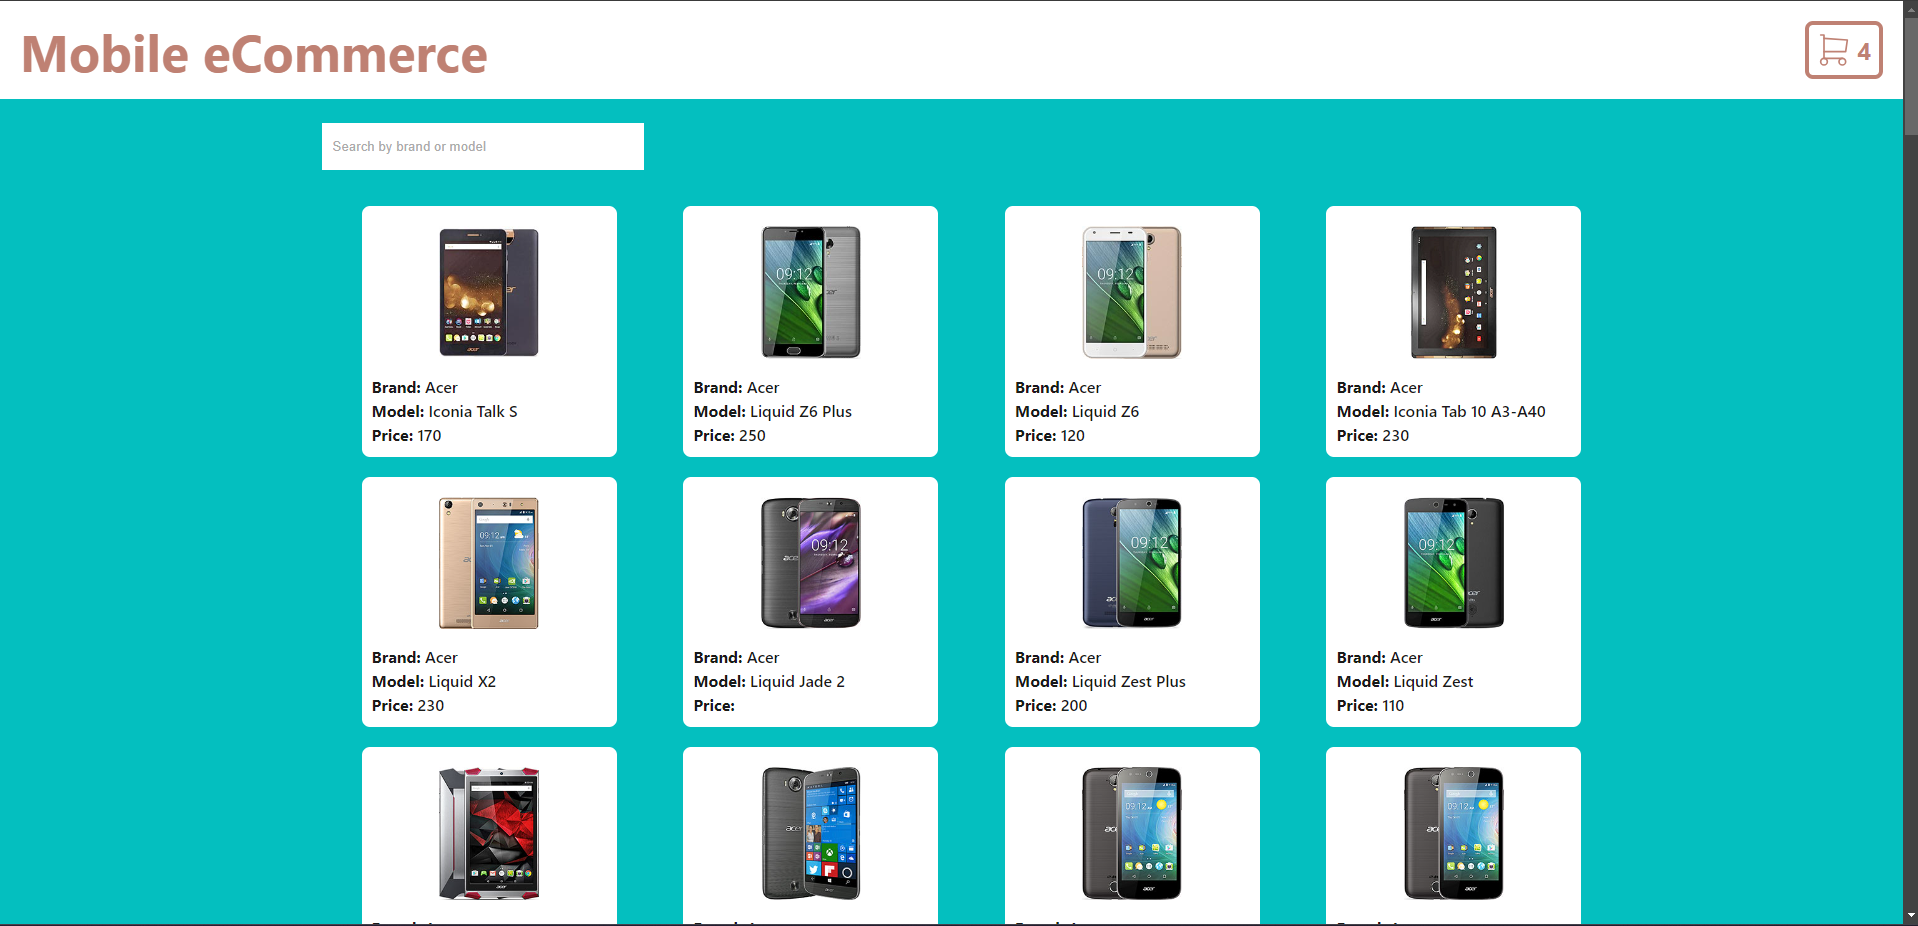 Mobile eCommerce
4
Search by brand or model
Brand: Acer
Model: Iconia Talk S
Price: 170
Brand: Acer
Model: Liquid Z6 Plus
Price: 250
Brand: Acer
Model: Liquid Z6
Price: 120
Brand: Acer
Model: Iconia Tab 10 A3-A40
Price: 230
Brand: Acer
Model: Liquid X2
Price: 230
09:12
Brand: Acer
Model: Liquid Jade 2
Price:
Brand: Acer
Model: Liquid Zest Plus
Price: 200
Brand: Acer
Model: Liquid Zest
Price: 110